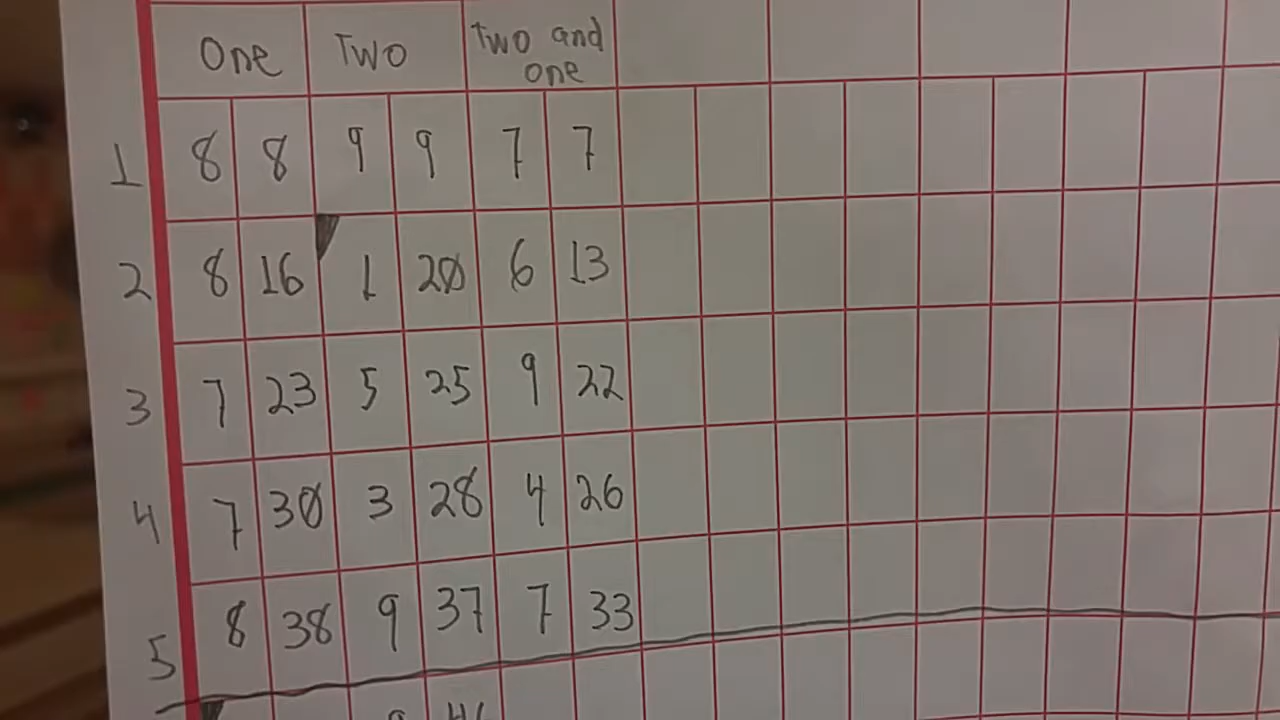 One Two Two and one
1 8 8 9 9 7 7
2 8 16 1 20 6 13
3 7 23 5 25 9 22
4 7 30 3 28 4 26
5 8 38 9 37 7 33